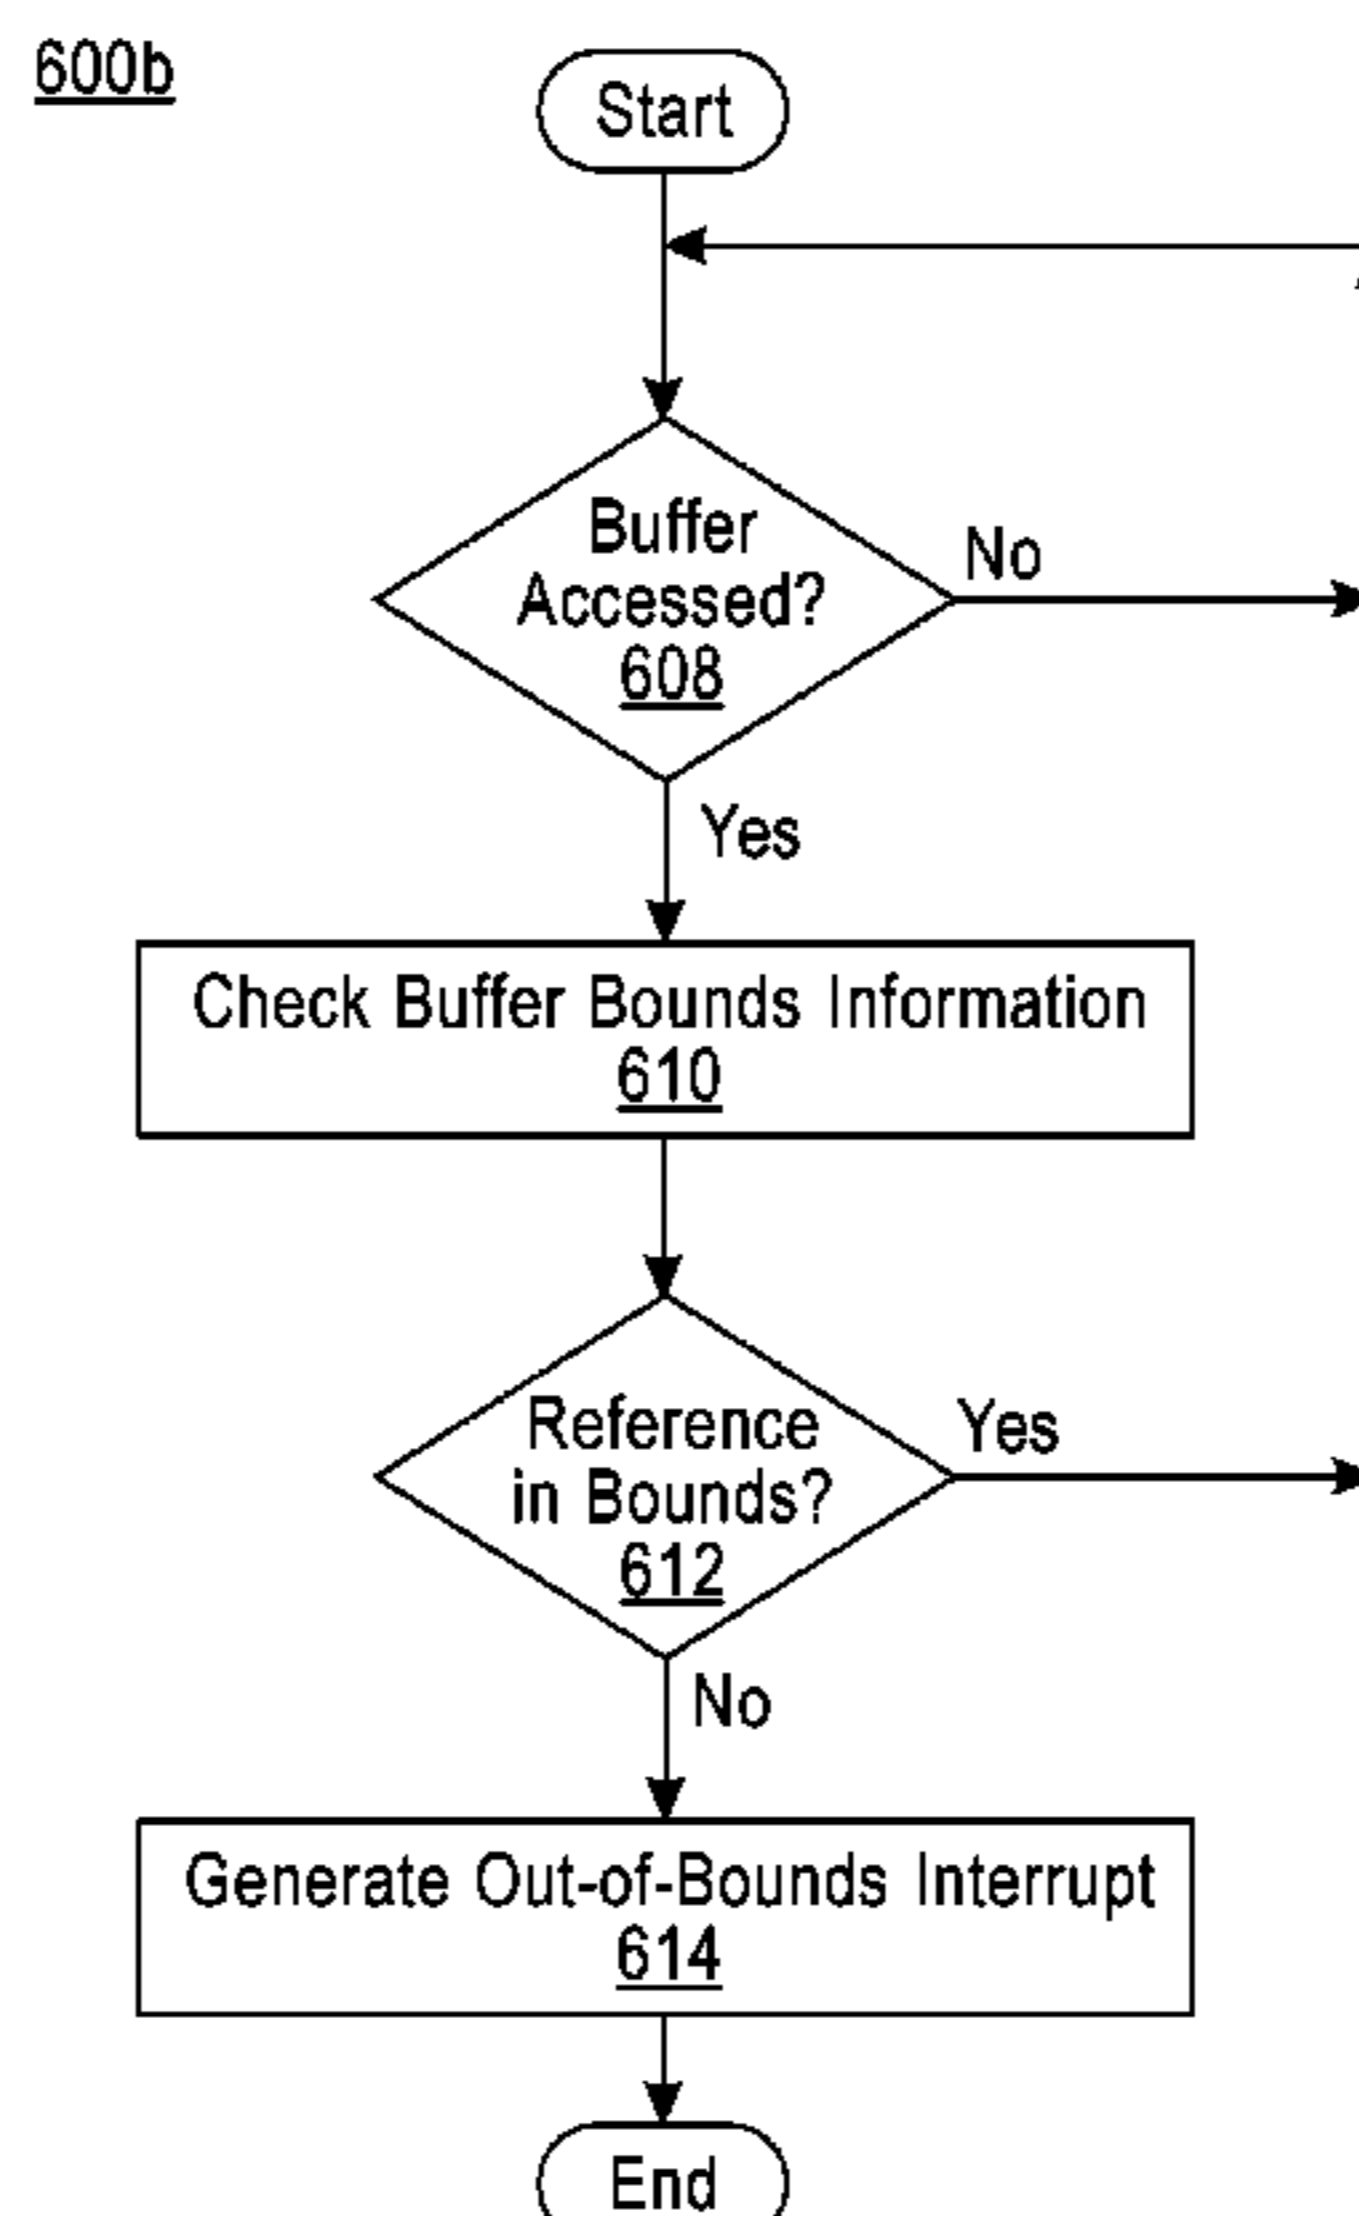 600b
Start
Buffer
Accessed?
608
No
Yes
Check Buffer Bounds Information
610
Reference
in Bounds?
612
Yes
No
Generate Out-of-Bounds Interrupt
614
End